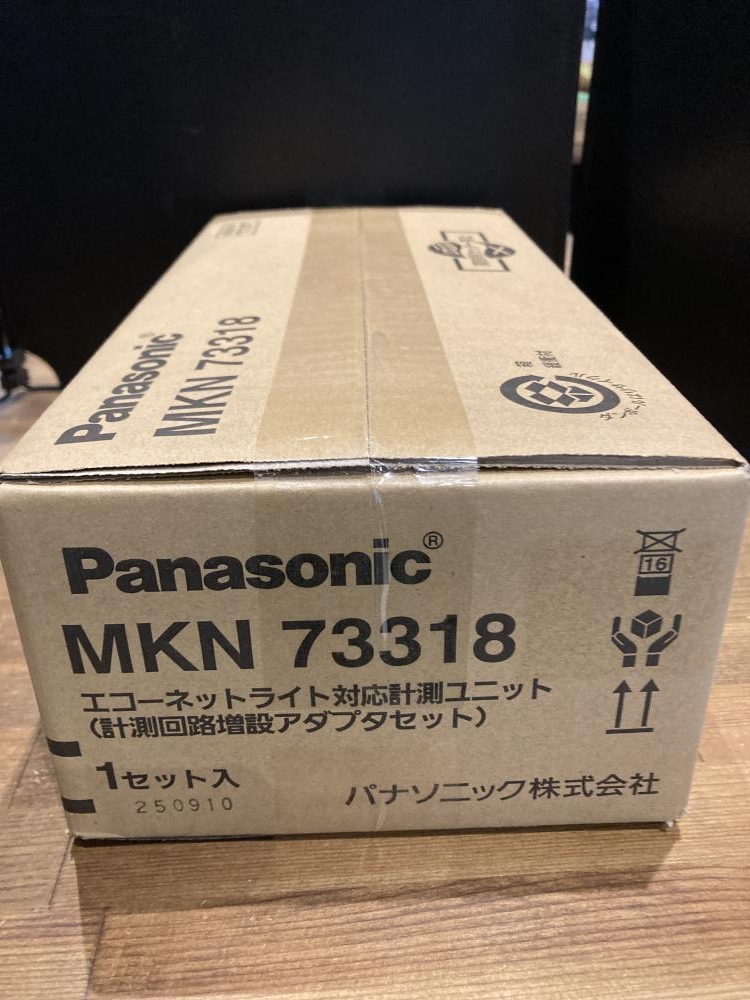 Panasonic®
MKN 73318
Panasonic®
MKN 73318
エコーネットライト対応計測ユニット
(計測回路増設アダプタセット)
1セット入
250910
パナソニック株式会社
16